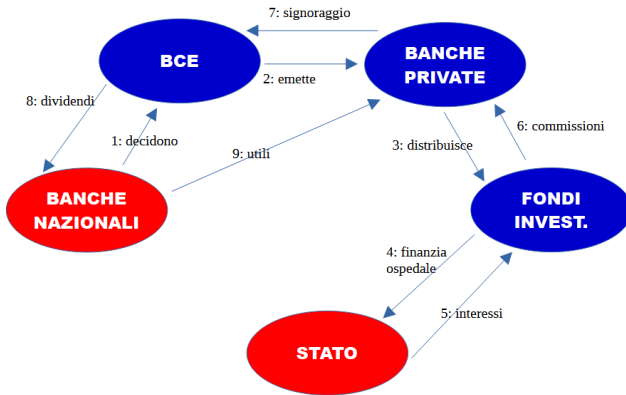 7: signoraggio
BCE
BANCHE
PRIVATE
2: emette
8: dividendi
1: decidono
9: utili
3: distribuisce
6: commissioni
BANCHE
NAZIONALI
FONDI
INVEST.
4: finanzia
ospedale
5: interessi
STATO